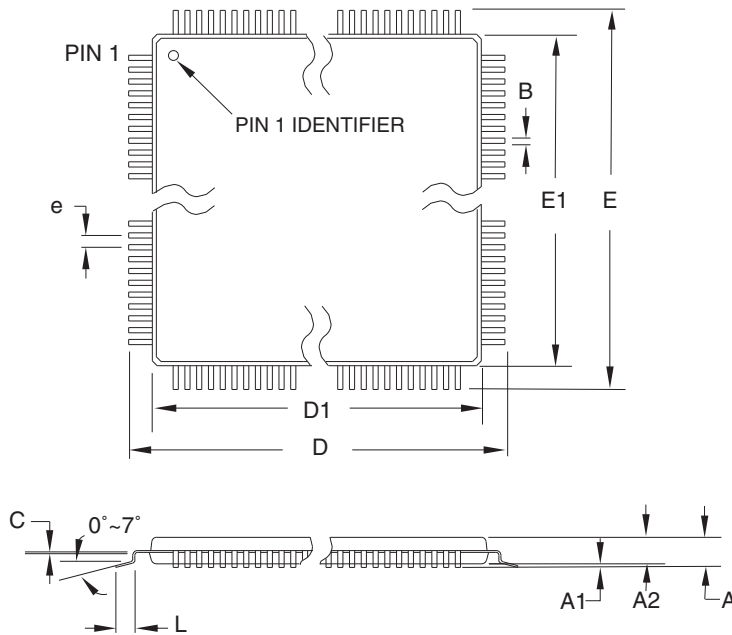 PIN 1
PIN 1 IDENTIFIER
B
e
E1
E
D1
D
C
0°~7°
L
A1
A2
A